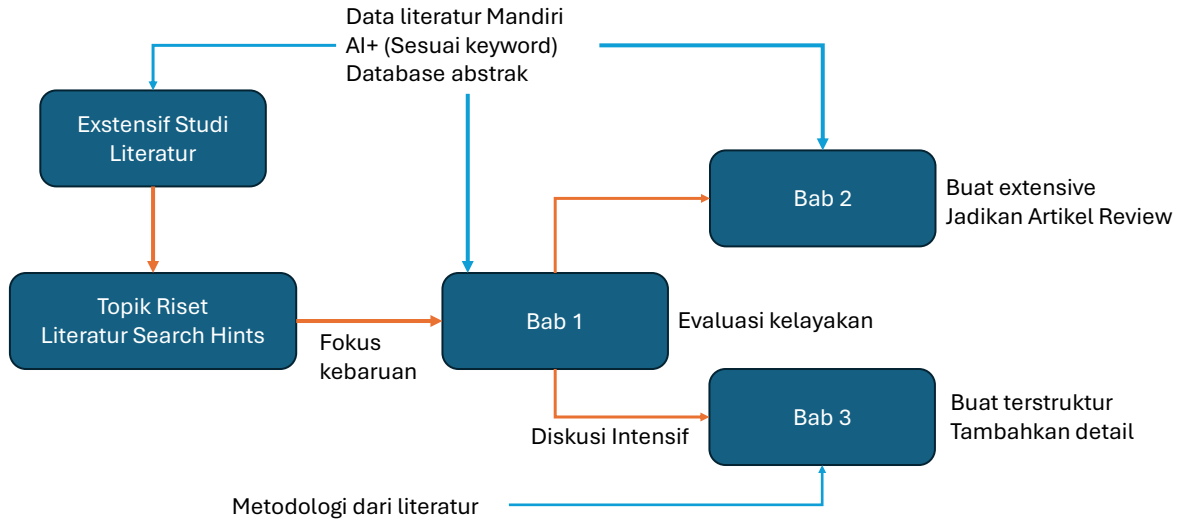 Data literatur Mandiri
AI+ (Sesuai keyword)
Database abstrak
Exstensif Studi
Literatur
Bab 2
Buat extensive
Jadikan Artikel Review
Topik Riset
Literatur Search Hints
Fokus
kebaruan
Bab 1
Evaluasi kelayakan
Diskusi Intensif
Bab 3
Buat terstruktur
Tambahkan detail
Metodologi dari literatur